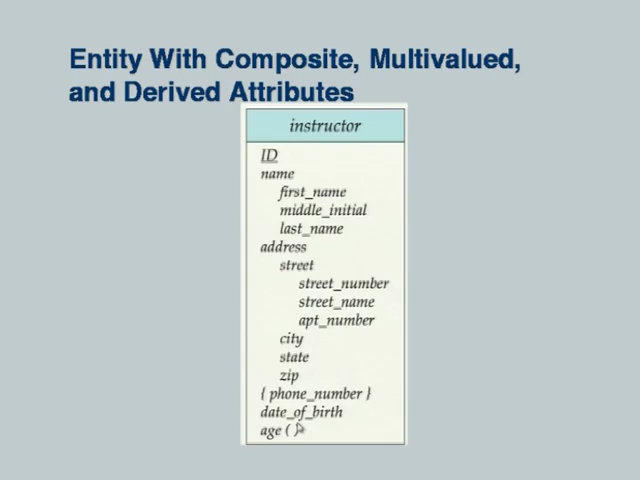 Entity With Composite, Multivalued,
and Derived Attributes
instructor
ID
name
first_name
middle_initial
last_name
address
street
street_number
street_name
apt_number
city
state
zip
{ phone_number }
date_of_birth
age ( )